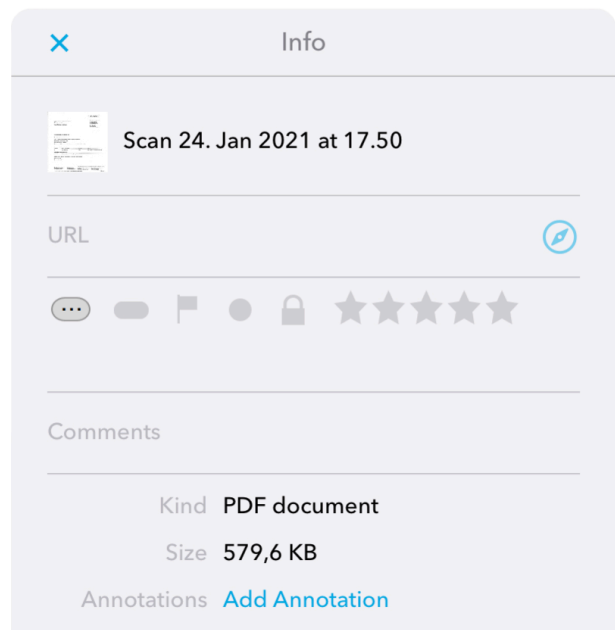 Info
Scan 24. Jan 2021 at 17.50
URL
Comments
Kind PDF document
Size 579,6 KB
Annotations Add Annotation